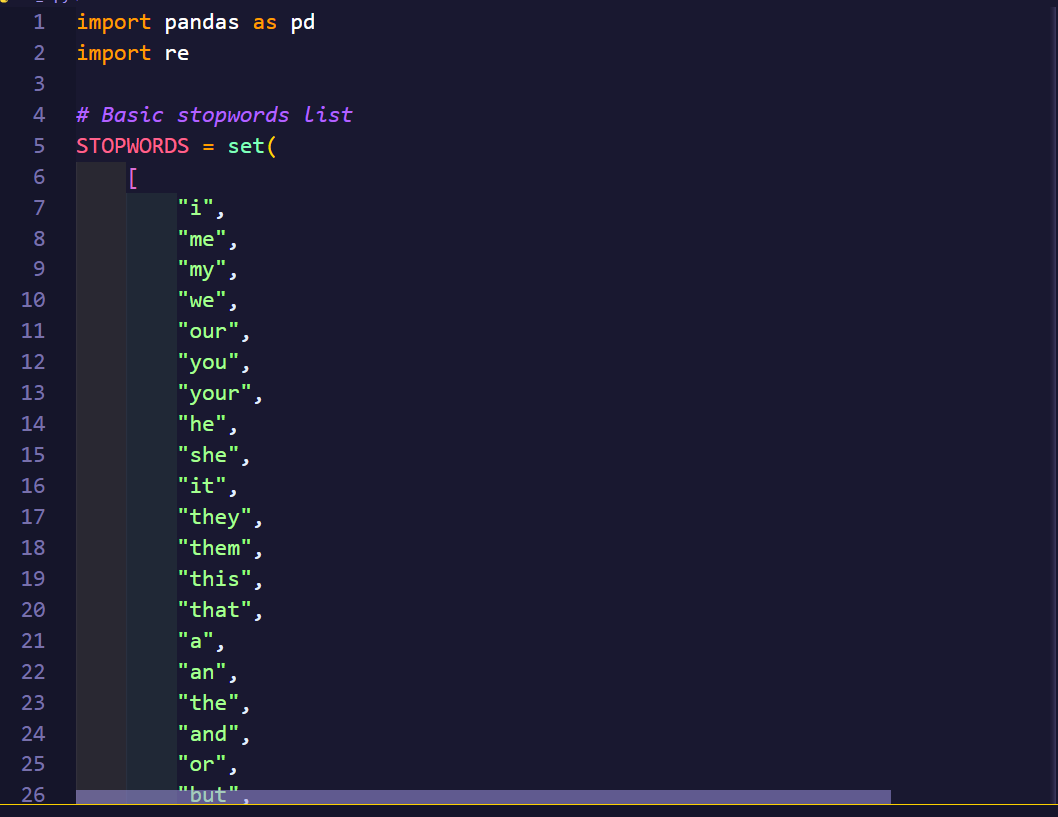 1 import pandas as pd
2 import re
3
4 # Basic stopwords list
5 STOPWORDS = set(
6     [
7         "i",
8         "me",
9         "my",
10         "we",
11         "our",
12         "you",
13         "your",
14         "he",
15         "she",
16         "it",
17         "they",
18         "them",
19         "this",
20         "that",
21         "a",
22         "an",
23         "the",
24         "and",
25         "or",
26         "but",